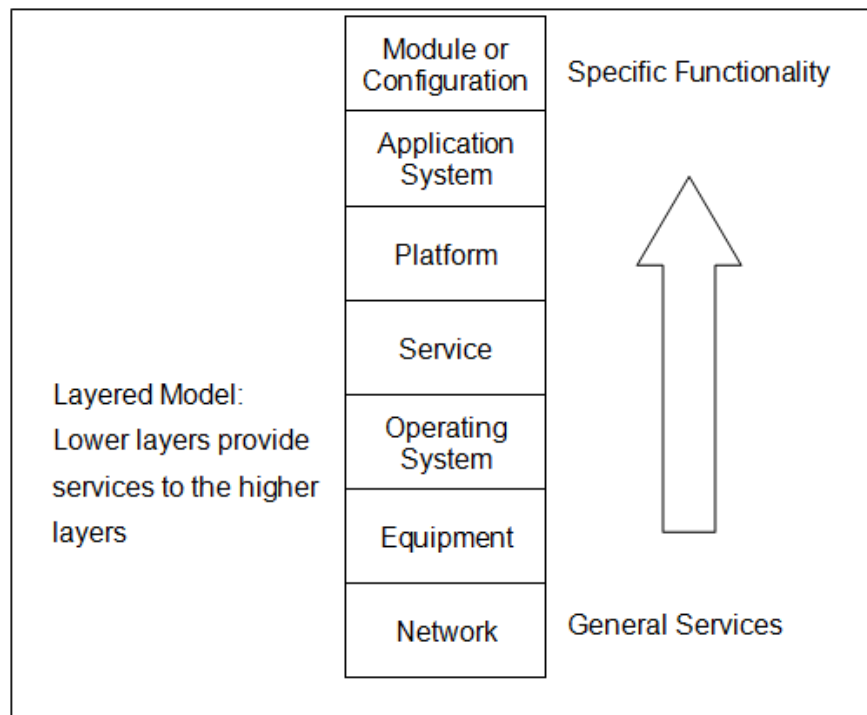 Module or
Configuration
Specific Functionality
Application
System
Platform
Service
Layered Model:
Lower layers provide
services to the higher
layers
Operating
System
Equipment
Network
General Services